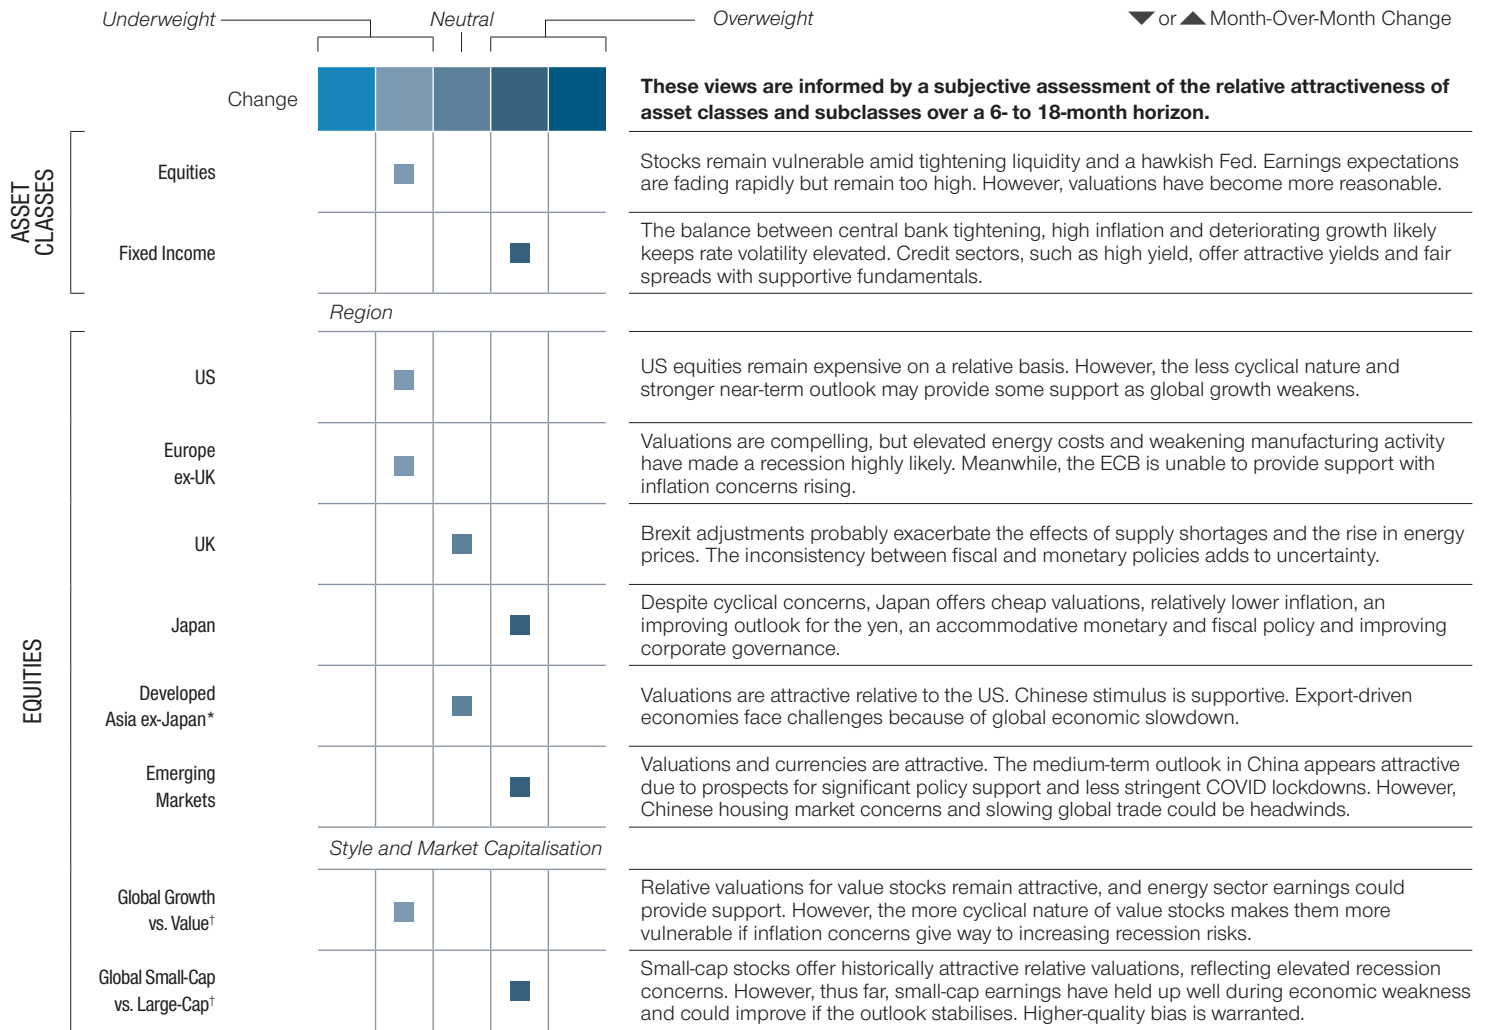 Underweight
Neutral
Overweight
▼ or ▲ Month-Over-Month Change
Change
These views are informed by a subjective assessment of the relative attractiveness of
asset classes and subclasses over a 6- to 18-month horizon.
ASSET
CLASSES
Equities
Stocks remain vulnerable amid tightening liquidity and a hawkish Fed. Earnings expectations
are fading rapidly but remain too high. However, valuations have become more reasonable.
Fixed Income
The balance between central bank tightening, high inflation and deteriorating growth likely
keeps rate volatility elevated. Credit sectors, such as high yield, offer attractive yields and fair
spreads with supportive fundamentals.
Region
EQUITIES
US
US equities remain expensive on a relative basis. However, the less cyclical nature and
stronger near-term outlook may provide some support as global growth weakens.
Europe
ex-UK
Valuations are compelling, but elevated energy costs and weakening manufacturing activity
have made a recession highly likely. Meanwhile, the ECB is unable to provide support with
inflation concerns rising.
UK
Brexit adjustments probably exacerbate the effects of supply shortages and the rise in energy
prices. The inconsistency between fiscal and monetary policies adds to uncertainty.
Japan
Despite cyclical concerns, Japan offers cheap valuations, relatively lower inflation, an
improving outlook for the yen, an accommodative monetary and fiscal policy and improving
corporate governance.
Developed
Asia ex-Japan*
Valuations are attractive relative to the US. Chinese stimulus is supportive. Export-driven
economies face challenges because of global economic slowdown.
Emerging
Markets
Valuations and currencies are attractive. The medium-term outlook in China appears attractive
due to prospects for significant policy support and less stringent COVID lockdowns. However,
Chinese housing market concerns and slowing global trade could be headwinds.
Style and Market Capitalisation
Global Growth
vs. Value†
Relative valuations for value stocks remain attractive, and energy sector earnings could
provide support. However, the more cyclical nature of value stocks makes them more
vulnerable if inflation concerns give way to increasing recession risks.
Global Small-Cap
vs. Large-Cap†
Small-cap stocks offer historically attractive relative valuations, reflecting elevated recession
concerns. However, thus far, small-cap earnings have held up well during economic weakness
and could improve if the outlook stabilises. Higher-quality bias is warranted.